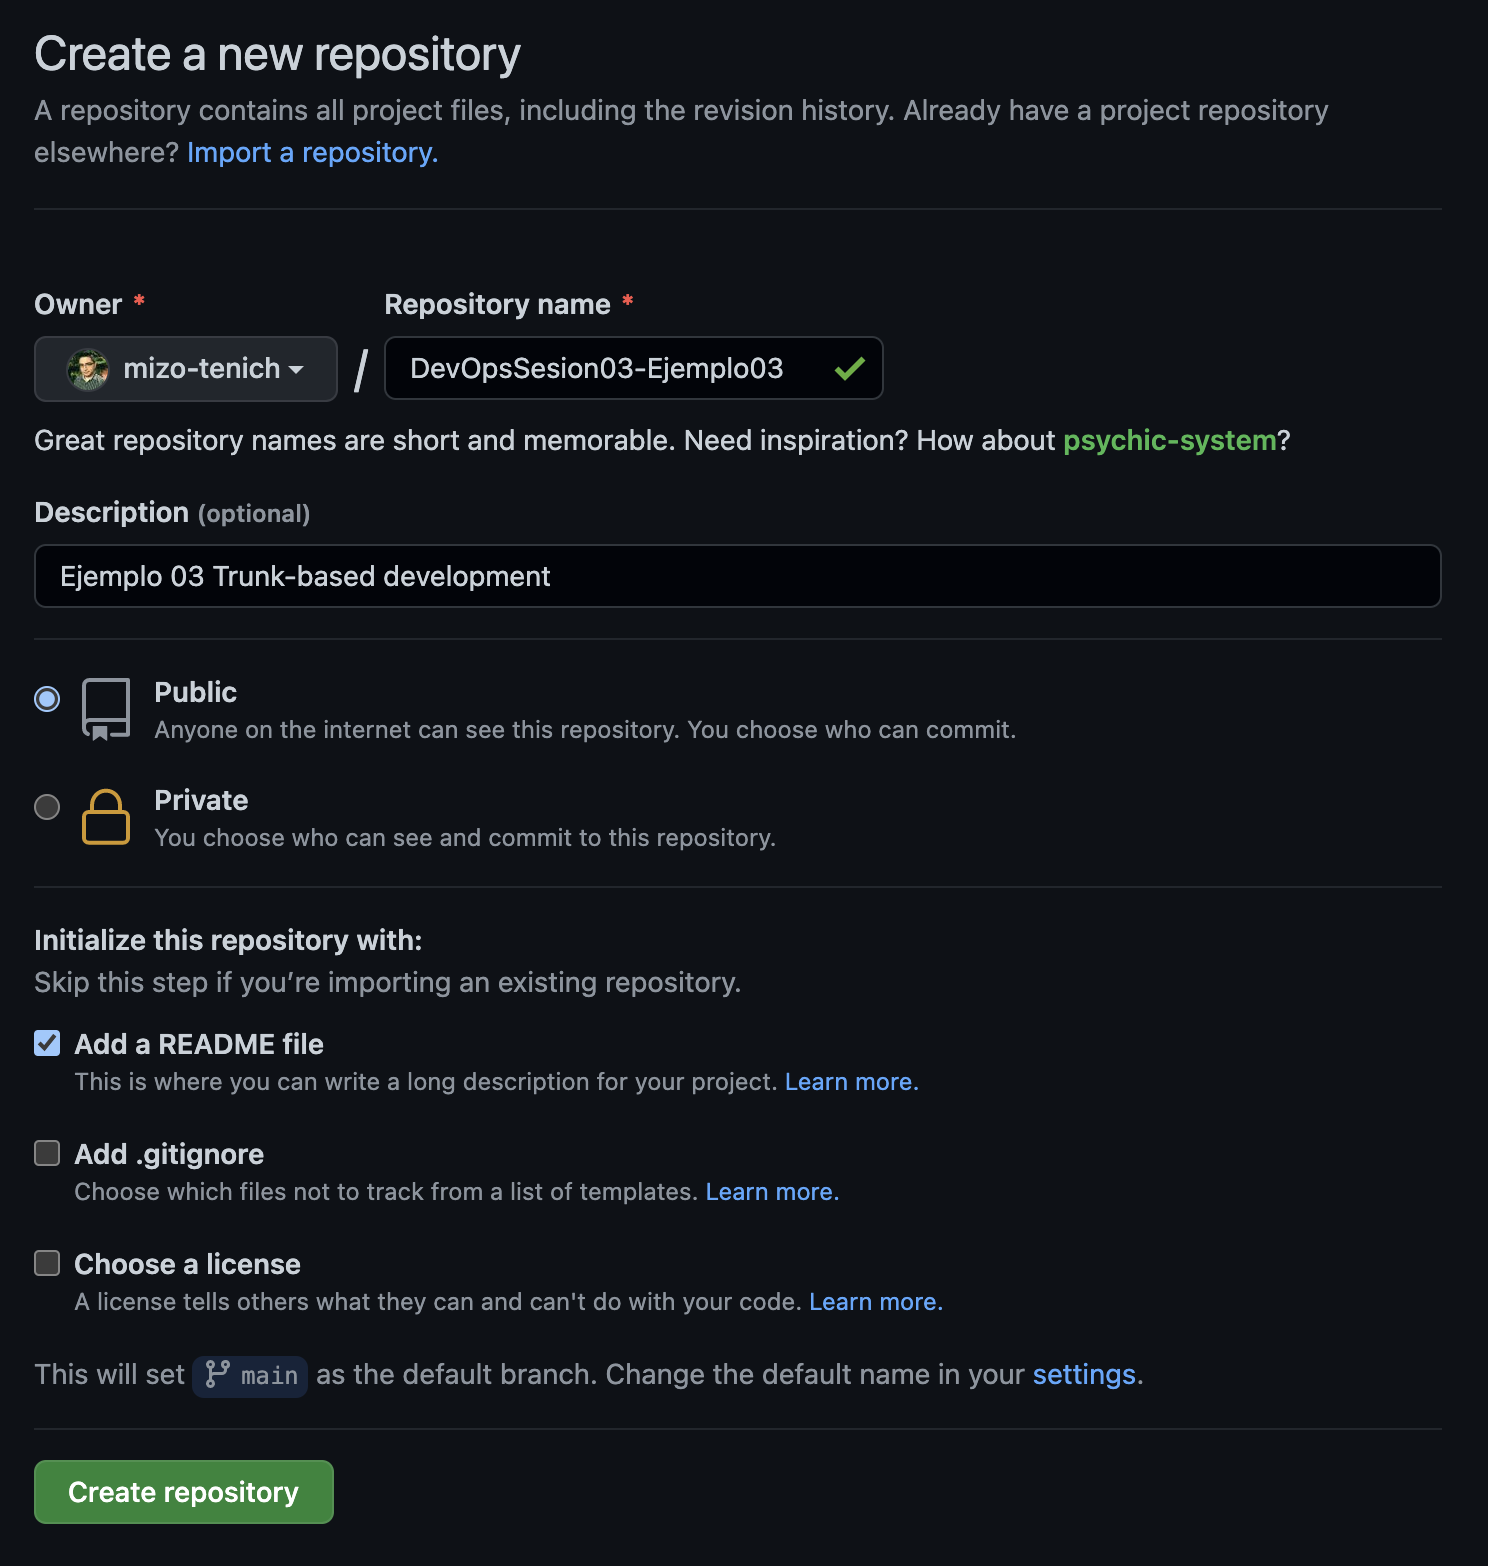 Create a new repository
A repository contains all project files, including the revision history. Already have a project repository
elsewhere? Import a repository.
Owner * Repository name *
mizo-tenich / DevOpsSesion03-Ejemplo03
Great repository names are short and memorable. Need inspiration? How about psychic-system?
Description (optional)
Ejemplo 03 Trunk-based development
Public
Anyone on the internet can see this repository. You choose who can commit.
Private
You choose who can see and commit to this repository.
Initialize this repository with:
Skip this step if you’re importing an existing repository.
Add a README file
This is where you can write a long description for your project. Learn more.
Add .gitignore
Choose which files not to track from a list of templates. Learn more.
Choose a license
A license tells others what they can and can't do with your code. Learn more.
This will set main as the default branch. Change the default name in your settings.
Create repository